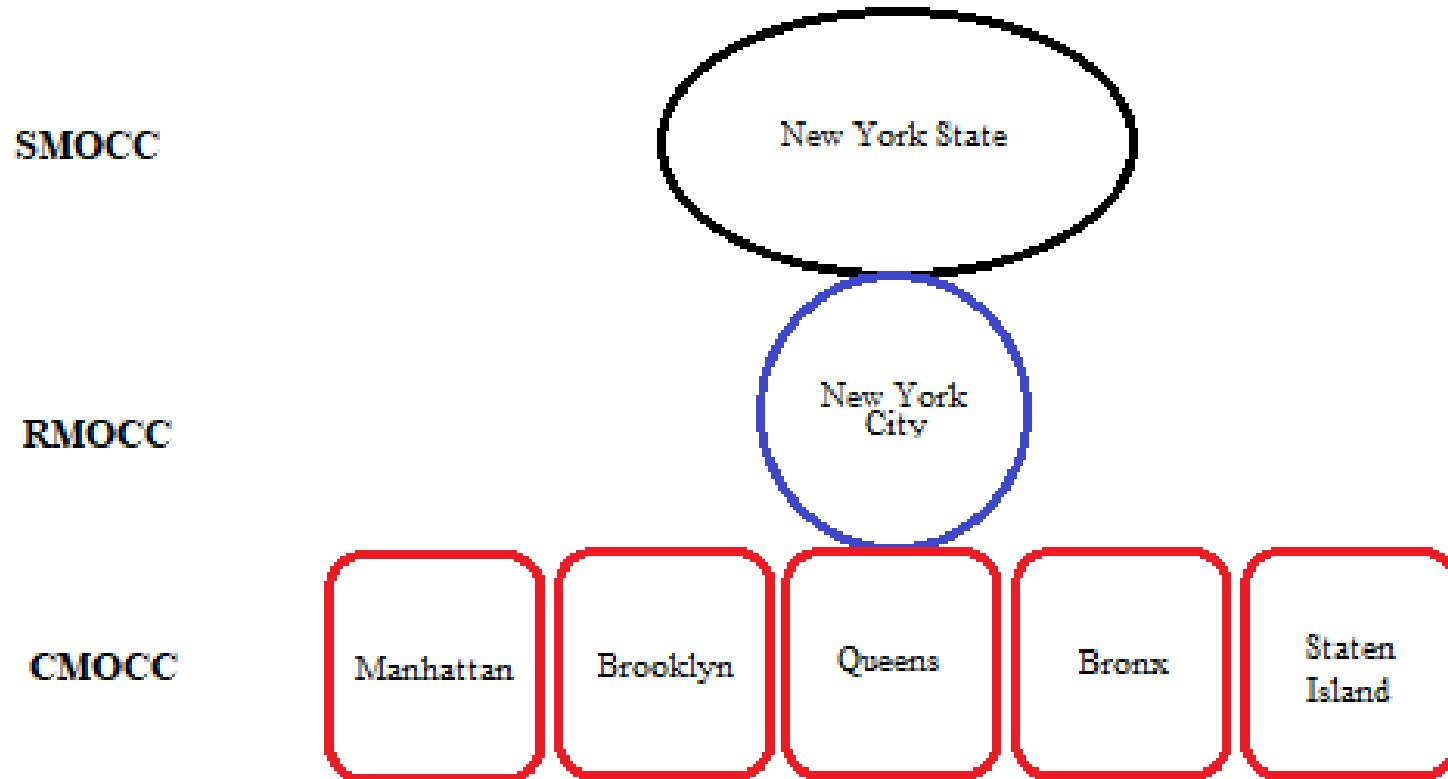 SMOCC
New York State
RMOCC
New York
City
CMOCC
Manhattan
Brooklyn
Queens
Bronx
Staten
Island